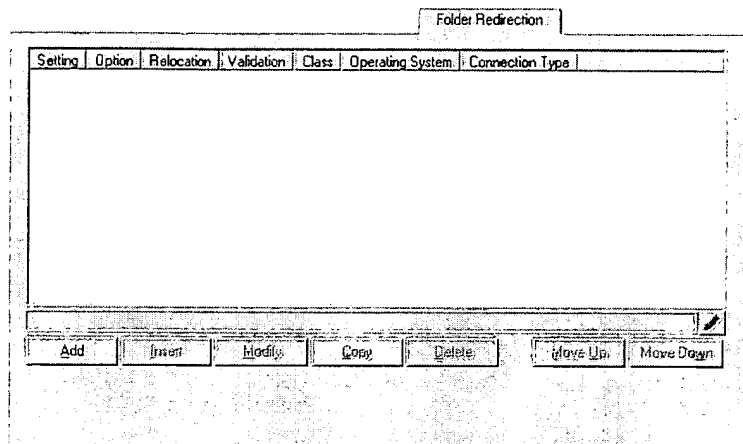 Folder Redirection
Setting Option Relocation Validation Class Operating System Connection Type
Add Insert Modify Copy Delete Move Up Move Down